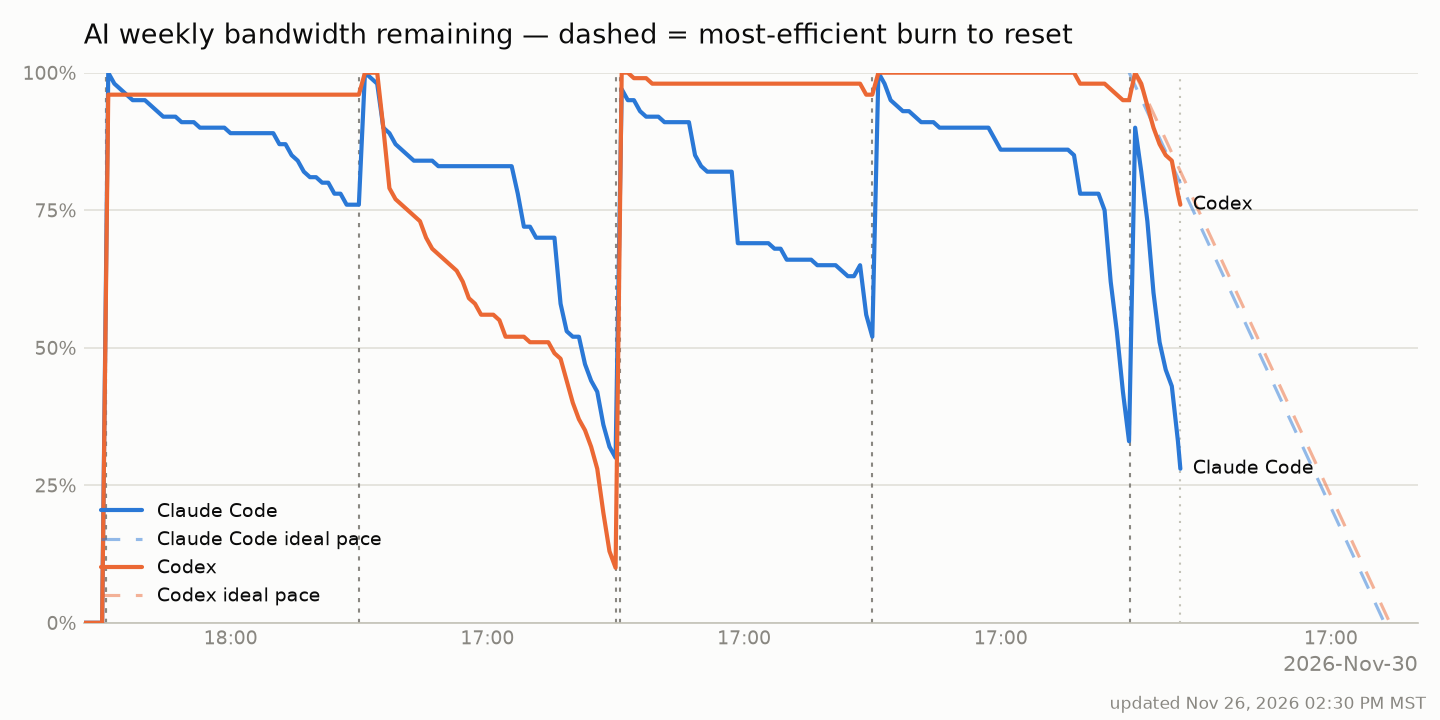 AI weekly bandwidth remaining — dashed = most-efficient burn to reset
100%
75%
50%
25%
0%
Codex
Claude Code
Claude Code
Claude Code ideal pace
Codex
Codex ideal pace
18:00 17:00 17:00 17:00 17:00
2026-Nov-30
updated Nov 26, 2026 02:30 PM MST